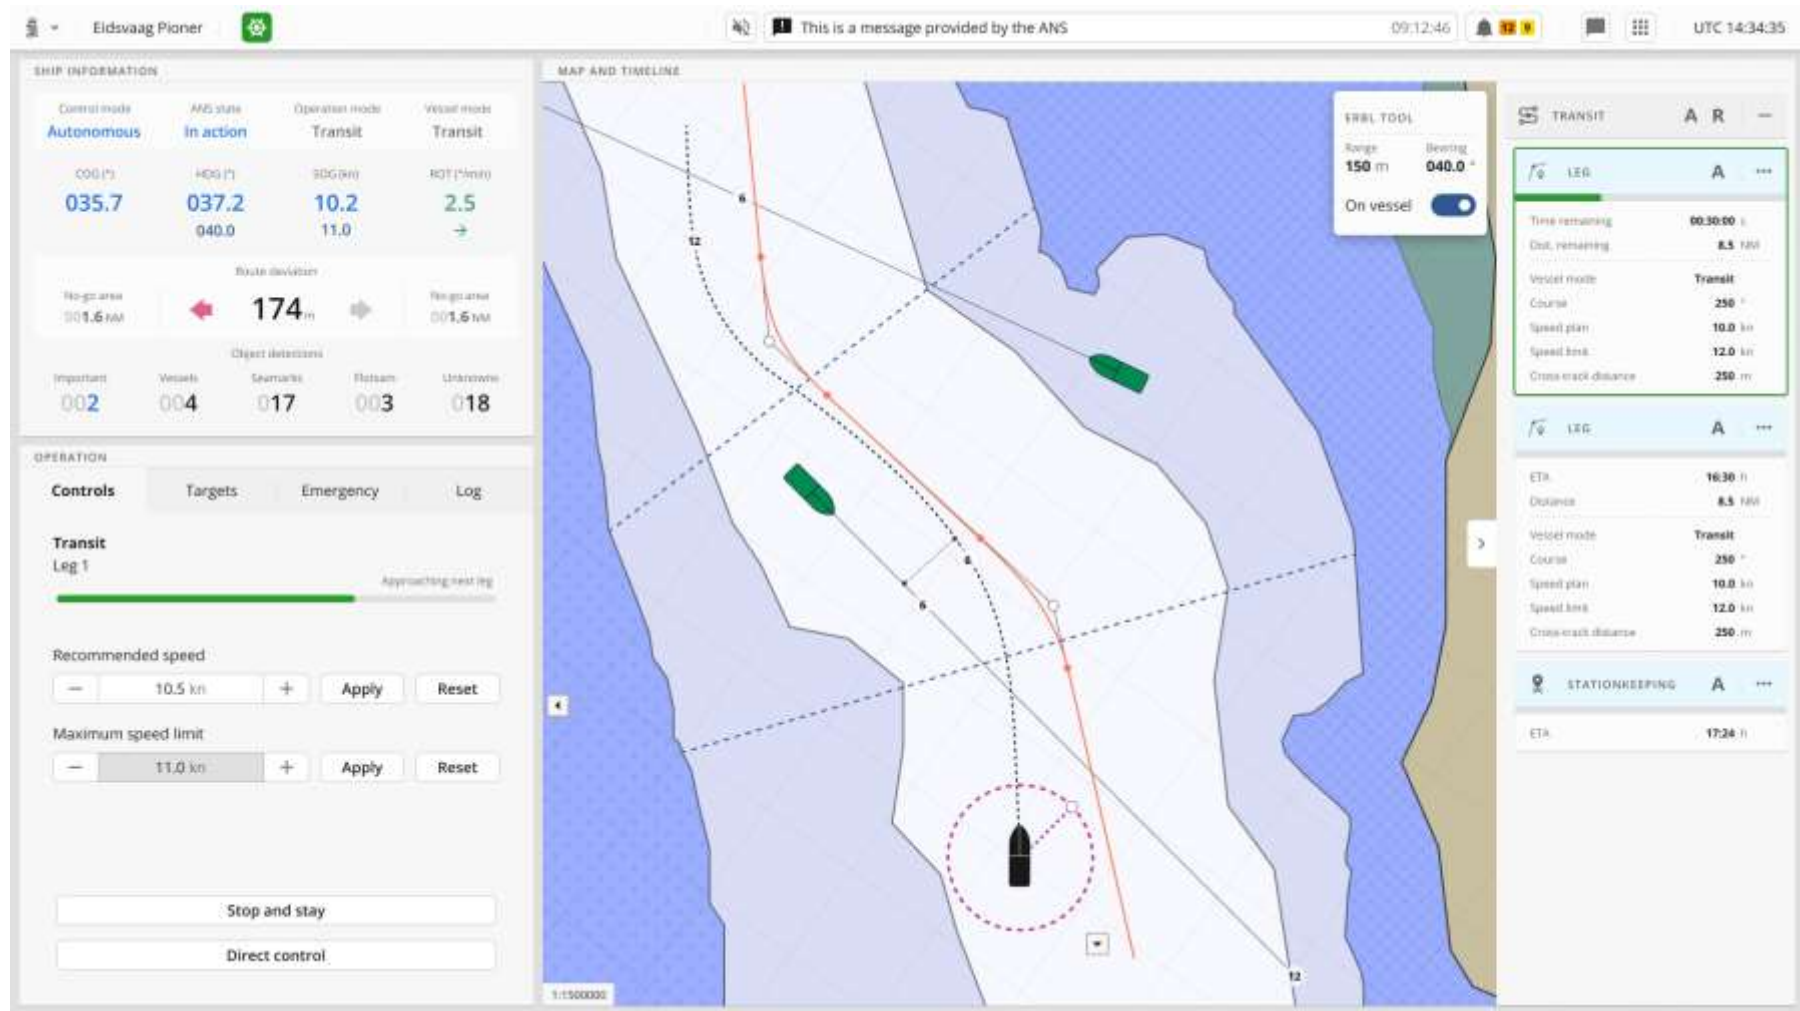 Eidsvaag Pioner
This is a message provided by the ANS 09:12:46
12 9
UTC 14:34:35
SHIP INFORMATION
Control mode ANS state Operation mode Vessel mode
Autonomous In action Transit Transit
COG (°) HDG (°) SOG (kn) ROT (°/min)
035.7 037.2 10.2 2.5
040.0 11.0
Route deviation
No-go area No-go area
001.6 NM 174 m 001.6 NM
Object detections
Important Vessels Seamarks Flotsam Unknowns
002 004 017 003 018
OPERATION
Controls Targets Emergency Log
Transit
Leg 1
Approaching next leg
Recommended speed
— 10.5 kn + Apply Reset
Maximum speed limit
— 11.0 kn + Apply Reset
Stop and stay
Direct control
MAP AND TIMELINE
6
12
6
6
12
1:1500000
ERBL TOOL
Range Bearing
150 m 040.0 °
On vessel
TRANSIT A R
LEG A
Time remaining 00:30:00 s
Dist. remaining 8.5 NM
Vessel mode Transit
Course 250 °
Speed plan 10.0 kn
Speed limit 12.0 kn
Cross-track distance 250 m
LEG A
ETA 16:30 h
Distance 8.5 NM
Vessel mode Transit
Course 250 °
Speed plan 10.0 kn
Speed limit 12.0 kn
Cross-track distance 250 m
STATIONKEEPING A
ETA 17:24 h